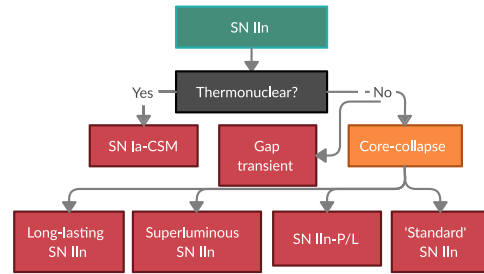 SN IIn
Thermonuclear?
Yes
No
SN Ia-CSM
Gap
transient
Core-collapse
Long-lasting
SN IIn
Superluminous
SN IIn
SN IIn-P/L
'Standard'
SN IIn